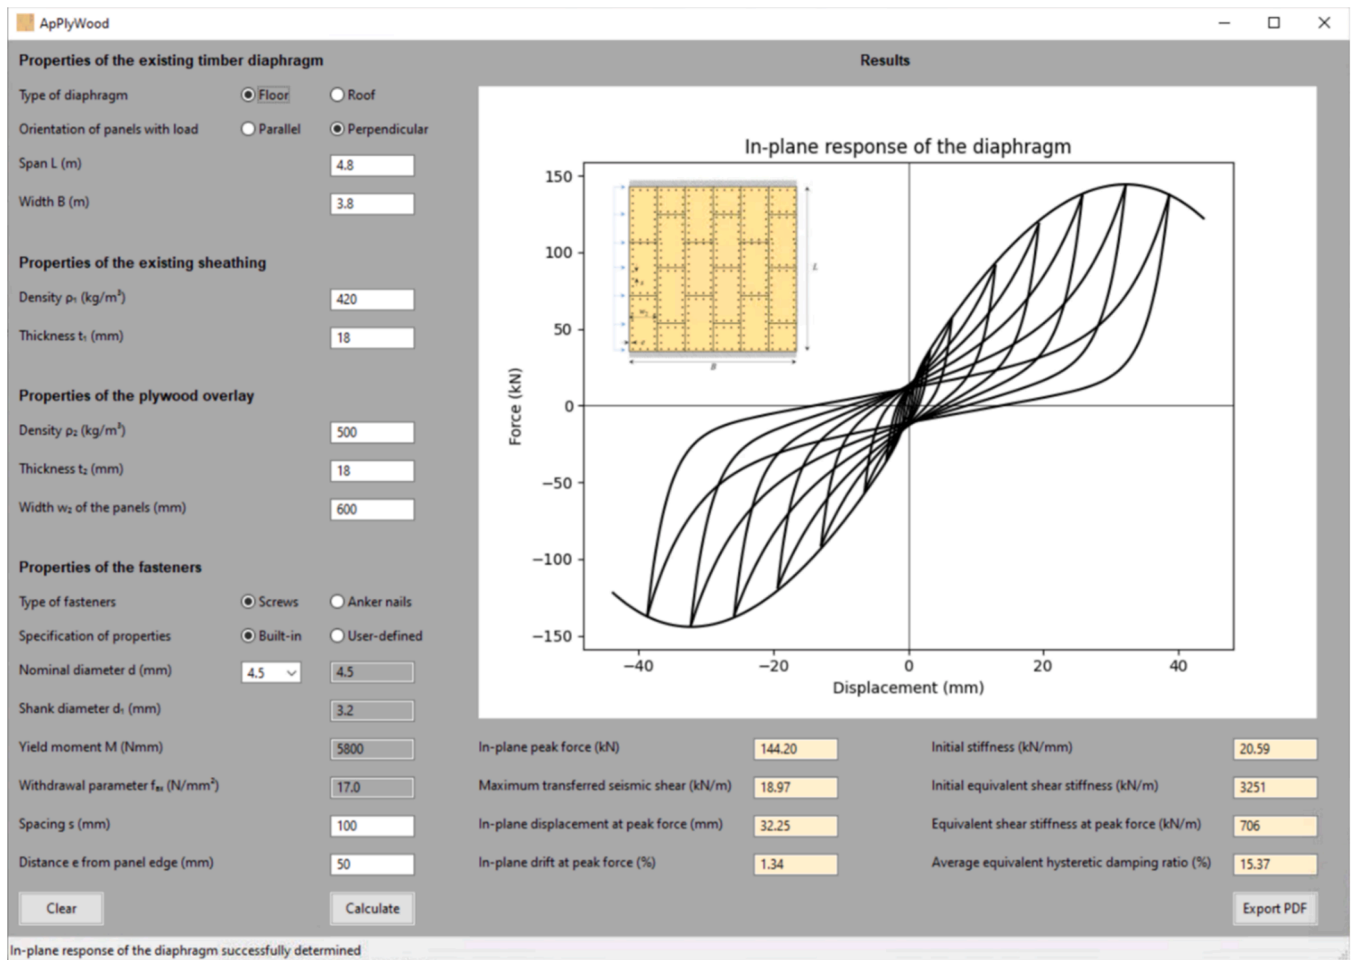 ApPlyWood
Properties of the existing timber diaphragm
Type of diaphragm Floor Roof
Orientation of panels with load Parallel Perpendicular
Span L (m) 4.8
Width B (m) 3.8
Properties of the existing sheathing
Density ρ₁ (kg/m³) 420
Thickness t₁ (mm) 18
Properties of the plywood overlay
Density ρ₂ (kg/m³) 500
Thickness t₂ (mm) 18
Width w₂ of the panels (mm) 600
Properties of the fasteners
Type of fasteners Screws Anker nails
Specification of properties Built-in User-defined
Nominal diameter d (mm) 4.5 4.5
Shank diameter d₁ (mm) 3.2
Yield moment M (Nmm) 5800
Withdrawal parameter fₐₓ (N/mm²) 17.0
Spacing s (mm) 100
Distance e from panel edge (mm) 50
Clear Calculate
Results
In-plane response of the diaphragm
150
100
50
0
−50
−100
−150
Force (kN)
w₂
s
e
B
L
−40 −20 0 20 40
Displacement (mm)
In-plane peak force (kN) 144.20 Initial stiffness (kN/mm) 20.59
Maximum transferred seismic shear (kN/m) 18.97 Initial equivalent shear stiffness (kN/m) 3251
In-plane displacement at peak force (mm) 32.25 Equivalent shear stiffness at peak force (kN/m) 706
In-plane drift at peak force (%) 1.34 Average equivalent hysteretic damping ratio (%) 15.37
Export PDF
In-plane response of the diaphragm successfully determined